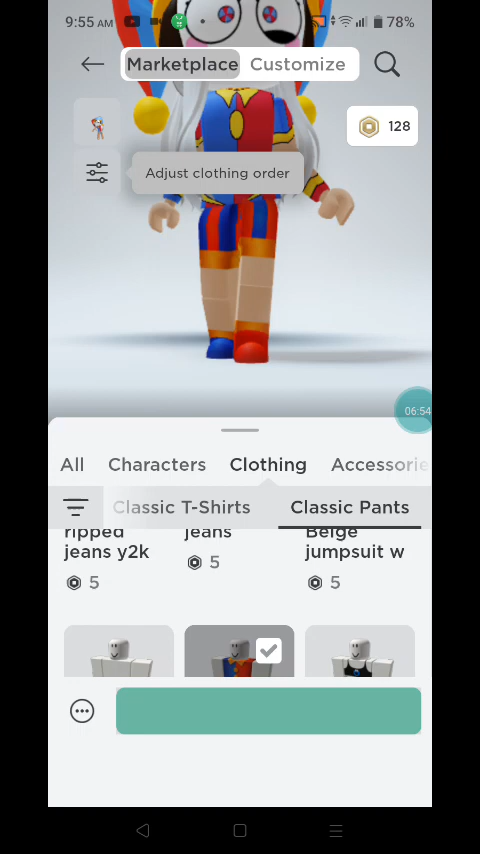 9:55 AM
78%
Marketplace
Customize
128
Adjust clothing order
06:54
All
Characters
Clothing
Accessorie
Classic T-Shirts
Classic Pants
ripped
jeans y2k
5
jeans
5
Beige
jumpsuit w
5